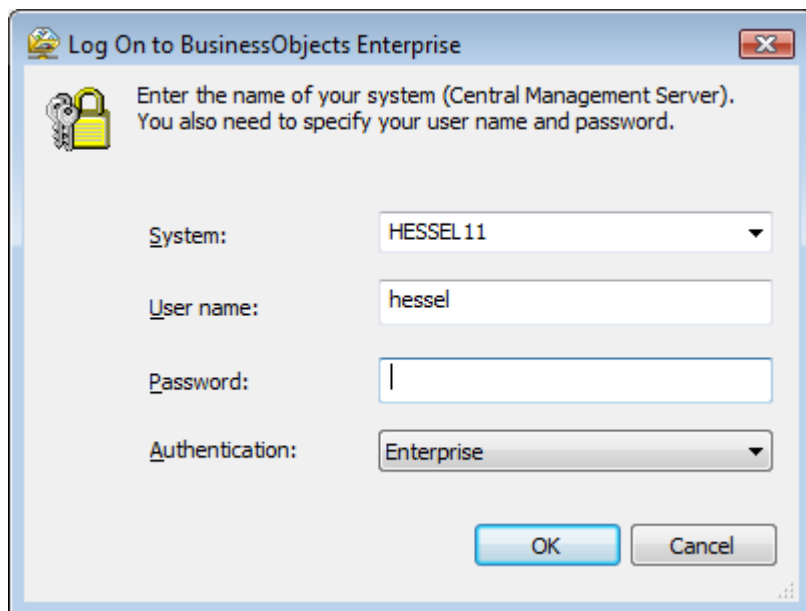 Log On to BusinessObjects Enterprise
Enter the name of your system (Central Management Server).
You also need to specify your user name and password.
System: HESSEL11
User name: hessel
Password:
Authentication: Enterprise
OK Cancel